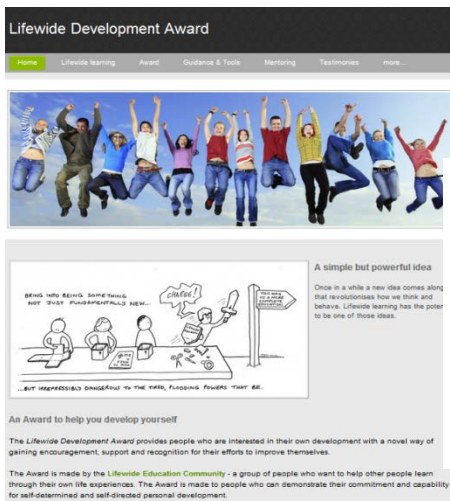 Lifewide Development Award
Home Lifewide learning Award Guidance & Tools Mentoring Testimonies more...
BRING INTO BEING SOMETHING
NOT JUST FUNDAMENTALLY NEW...
CHARGE!
...BUT IRREPRESSIBLY DANGEROUS TO THE TIRED, PLODDING POWERS THAT BE.
A simple but powerful idea
Once in a while a new idea comes along
that revolutionises how we think and
behave. Lifewide learning has the poten
to be one of those ideas.
An Award to help you develop yourself
The Lifewide Development Award provides people who are interested in their own development with a novel way of
gaining encouragement, support and recognition for their efforts to improve themselves.
The Award is made by the Lifewide Education Community - a group of people who want to help other people learn
through their own life experiences. The Award is made to people who can demonstrate their commitment and capability
for self-determined and self-directed personal development.